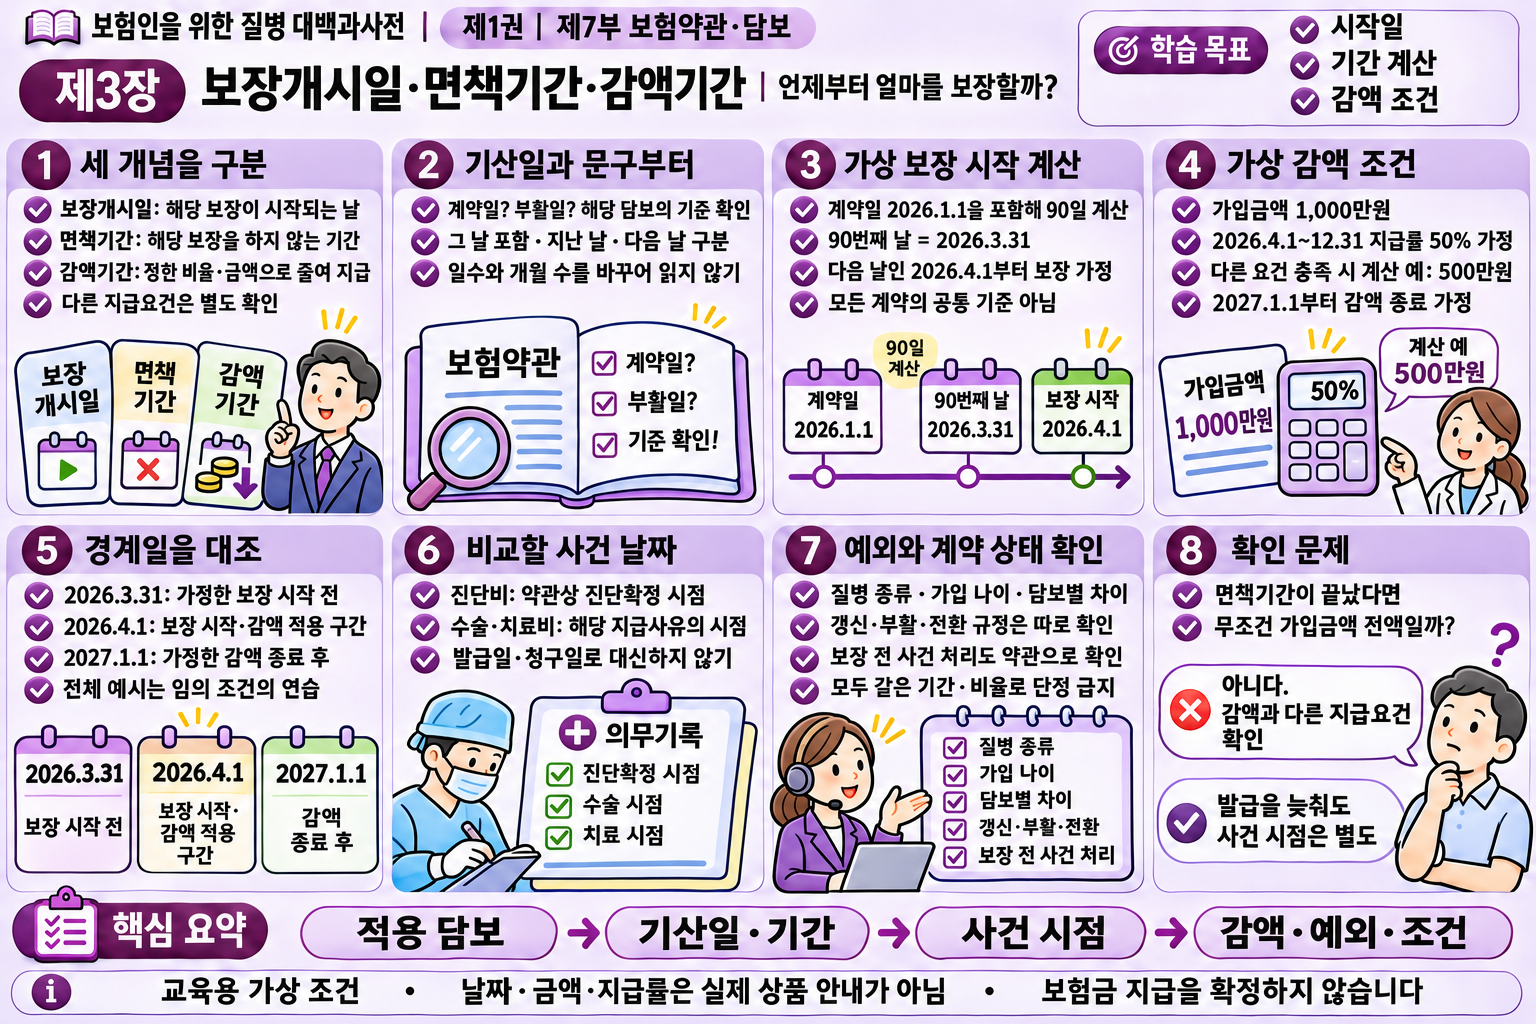 보험인을 위한 질병 대백과사전 | 제1권 | 제7부 보험약관·담보
제3장 보장개시일·면책기간·감액기간 | 언제부터 얼마를 보장할까?
학습 목표
시작일
기간 계산
감액 조건
1 세 개념을 구분
보장개시일: 해당 보장이 시작되는 날
면책기간: 해당 보장을 하지 않는 기간
감액기간: 정한 비율·금액으로 줄여 지급
다른 지급요건은 별도 확인
보장
개시일
면책
기간
감액
기간
2 기산일과 문구부터
계약일? 부활일? 해당 담보의 기준 확인
그 날 포함·지난 날·다음 날 구분
일수와 개월 수를 바꾸어 읽지 않기
보험약관
계약일?
부활일?
기준 확인!
3 가상 보장 시작 계산
계약일 2026.1.1을 포함해 90일 계산
90번째 날 = 2026.3.31
다음 날인 2026.4.1부터 보장 가정
모든 계약의 공통 기준 아님
90일
계산
계약일
2026.1.1
90번째 날
2026.3.31
보장 시작
2026.4.1
4 가상 감액 조건
가입금액 1,000만원
2026.4.1~12.31 지급률 50% 가정
다른 요건 충족 시 계산 예: 500만원
2027.1.1부터 감액 종료 가정
가입금액
1,000만원
50%
계산 예
500만원
5 경계일을 대조
2026.3.31: 가정한 보장 시작 전
2026.4.1: 보장 시작·감액 적용 구간
2027.1.1: 가정한 감액 종료 후
전체 예시는 임의 조건의 연습
2026.3.31
보장 시작 전
2026.4.1
보장 시작·
감액 적용
구간
2027.1.1
감액
종료 후
6 비교할 사건 날짜
진단비: 약관상 진단확정 시점
수술·치료비: 해당 지급사유의 시점
발급일·청구일로 대신하지 않기
의무기록
진단확정 시점
수술 시점
치료 시점
7 예외와 계약 상태 확인
질병 종류·가입 나이·담보별 차이
갱신·부활·전환 규정은 따로 확인
보장 전 사건 처리도 약관으로 확인
모두 같은 기간·비율로 단정 금지
질병 종류
가입 나이
담보별 차이
갱신·부활·전환
보장 전 사건 처리
8 확인 문제
면책기간이 끝났다면
무조건 가입금액 전액일까?
?
아니다.
감액과 다른 지급요건
확인
발급을 늦춰도
사건 시점은 별도
핵심 요약
적용 담보 → 기산일·기간 → 사건 시점 → 감액·예외·조건
i 교육용 가상 조건 • 날짜·금액·지급률은 실제 상품 안내가 아님 • 보험금 지급을 확정하지 않습니다